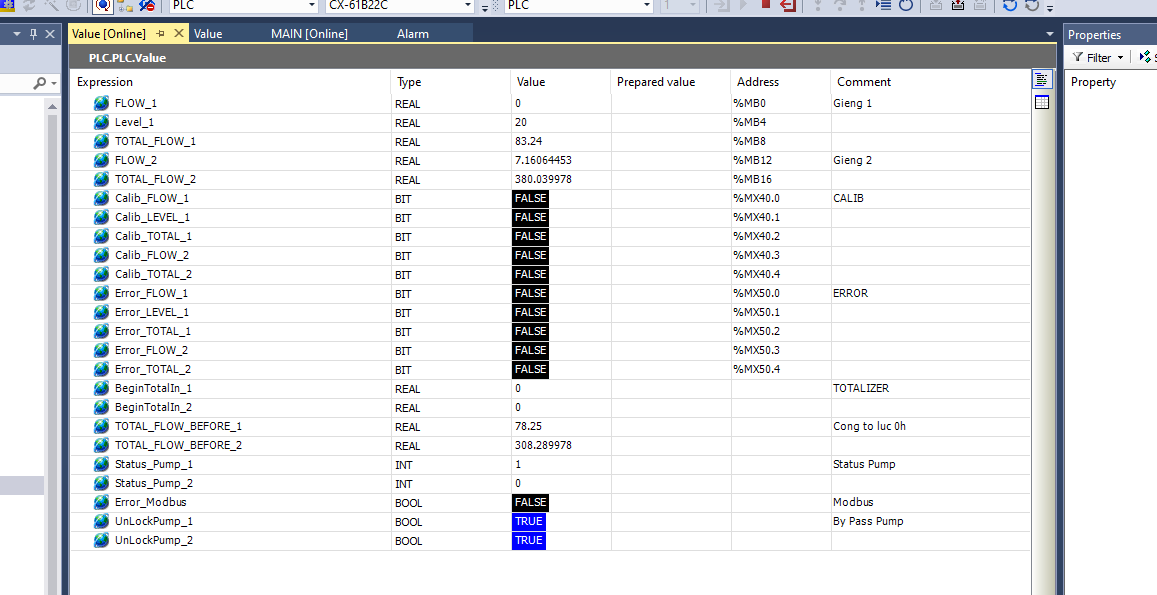 PLC CX-61B22C PLC 1
Value [Online] Value MAIN [Online] Alarm Properties
PLC.PLC.Value Filter
Expression Type Value Prepared value Address Comment Property
FLOW_1 REAL 0 %MB0 Gieng 1
Level_1 REAL 20 %MB4
TOTAL_FLOW_1 REAL 83.24 %MB8
FLOW_2 REAL 7.16064453 %MB12 Gieng 2
TOTAL_FLOW_2 REAL 380.039978 %MB16
Calib_FLOW_1 BIT FALSE %MX40.0 CALIB
Calib_LEVEL_1 BIT FALSE %MX40.1
Calib_TOTAL_1 BIT FALSE %MX40.2
Calib_FLOW_2 BIT FALSE %MX40.3
Calib_TOTAL_2 BIT FALSE %MX40.4
Error_FLOW_1 BIT FALSE %MX50.0 ERROR
Error_LEVEL_1 BIT FALSE %MX50.1
Error_TOTAL_1 BIT FALSE %MX50.2
Error_FLOW_2 BIT FALSE %MX50.3
Error_TOTAL_2 BIT FALSE %MX50.4
BeginTotalIn_1 REAL 0 TOTALIZER
BeginTotalIn_2 REAL 0
TOTAL_FLOW_BEFORE_1 REAL 78.25 Cong to luc 0h
TOTAL_FLOW_BEFORE_2 REAL 308.289978
Status_Pump_1 INT 1 Status Pump
Status_Pump_2 INT 0
Error_Modbus BOOL FALSE Modbus
UnLockPump_1 BOOL TRUE By Pass Pump
UnLockPump_2 BOOL TRUE